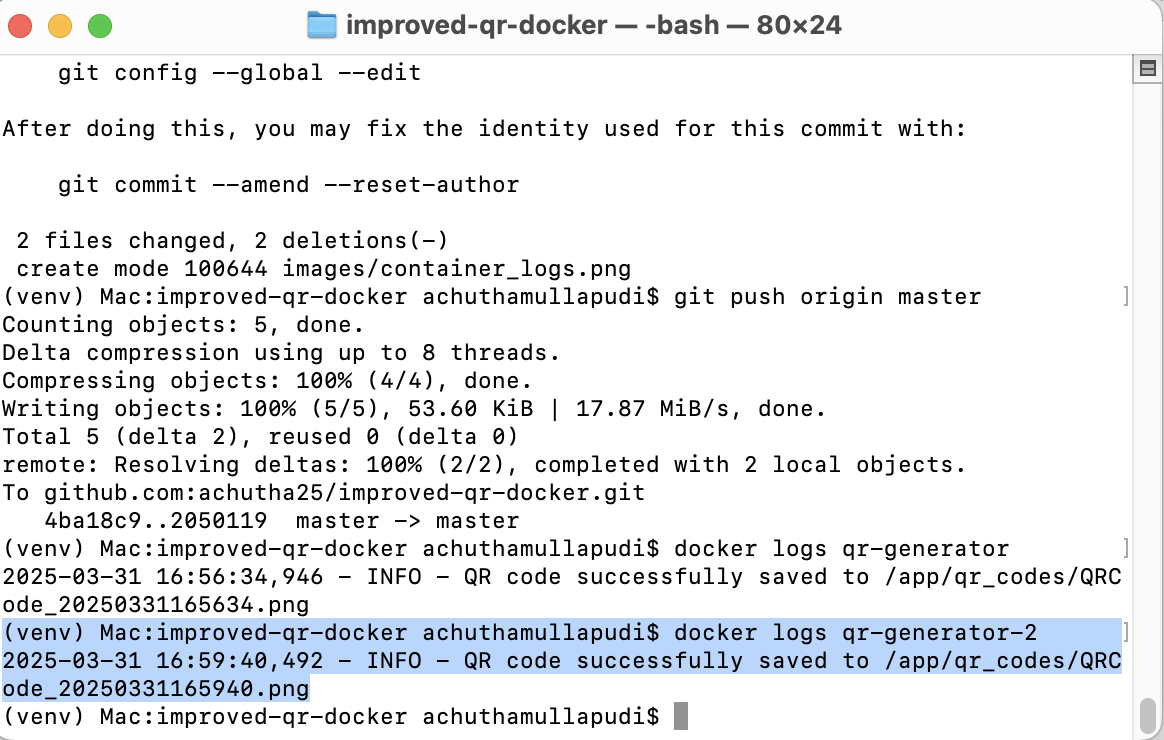 improved-qr-docker — -bash — 80×24
git config --global --edit
After doing this, you may fix the identity used for this commit with:
git commit --amend --reset-author
2 files changed, 2 deletions(-)
create mode 100644 images/container_logs.png
(venv) Mac:improved-qr-docker achuthamullapudi$ git push origin master
Counting objects: 5, done.
Delta compression using up to 8 threads.
Compressing objects: 100% (4/4), done.
Writing objects: 100% (5/5), 53.60 KiB | 17.87 MiB/s, done.
Total 5 (delta 2), reused 0 (delta 0)
remote: Resolving deltas: 100% (2/2), completed with 2 local objects.
To github.com:achutha25/improved-qr-docker.git
4ba18c9..2050119  master -> master
(venv) Mac:improved-qr-docker achuthamullapudi$ docker logs qr-generator
2025-03-31 16:56:34,946 - INFO - QR code successfully saved to /app/qr_codes/QRC
ode_20250331165634.png
(venv) Mac:improved-qr-docker achuthamullapudi$ docker logs qr-generator-2
2025-03-31 16:59:40,492 - INFO - QR code successfully saved to /app/qr_codes/QRC
ode_20250331165940.png
(venv) Mac:improved-qr-docker achuthamullapudi$